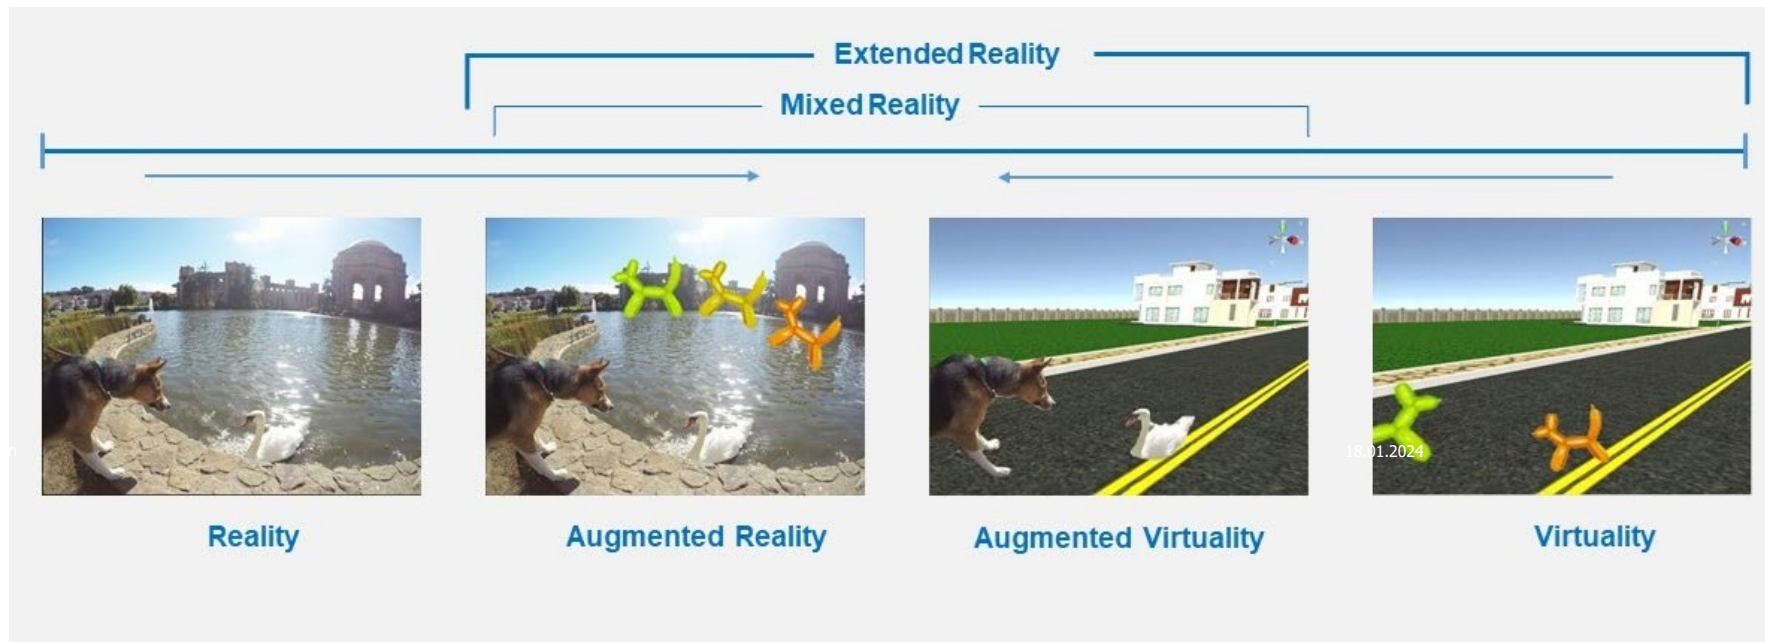 Extended Reality
Mixed Reality
18.01.2024
Reality
Augmented Reality
Augmented Virtuality
Virtuality